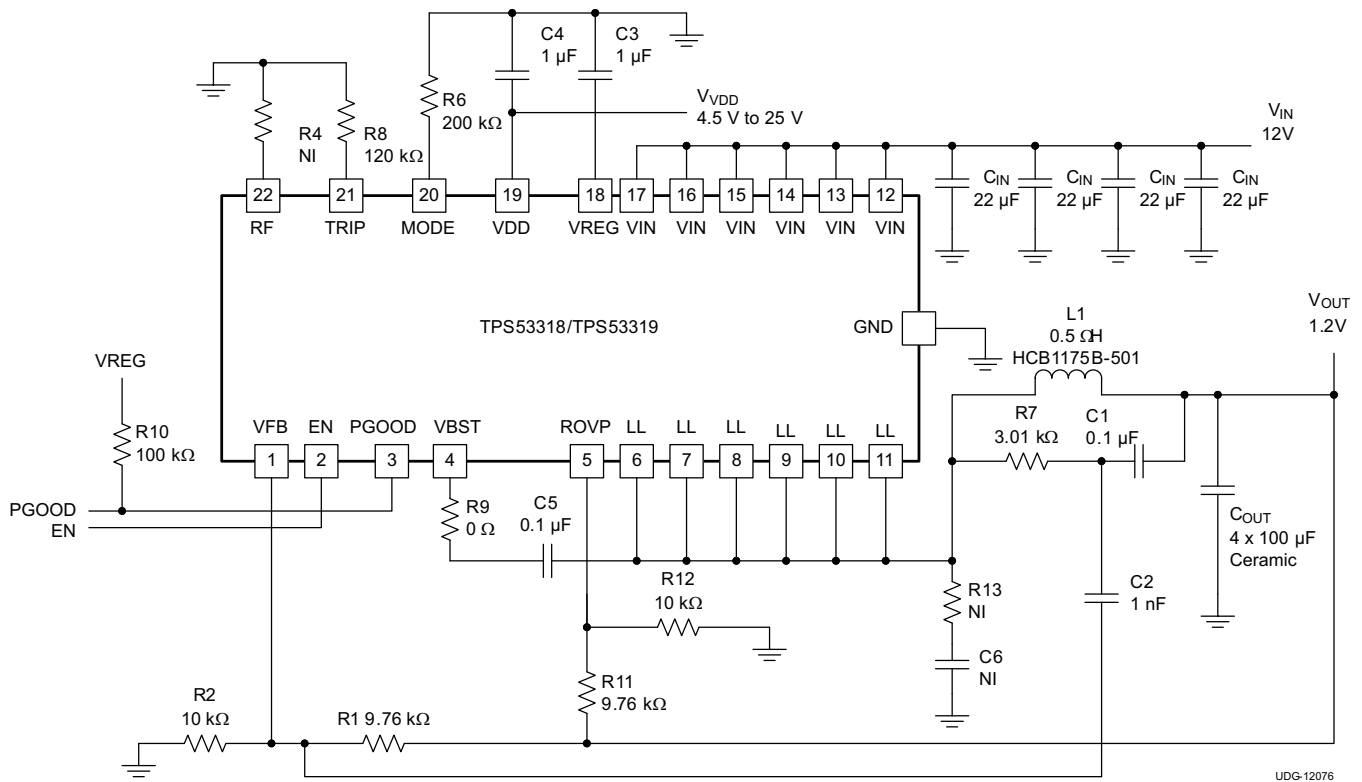 C4
1 µF
C3
1 µF
R6
200 kΩ
VVDD
4.5 V to 25 V
R4
NI
R8
120 kΩ
VIN
12V
CIN
22 µF
CIN
22 µF
CIN
22 µF
CIN
22 µF
22
21
20
19
18
17
16
15
14
13
12
RF
TRIP
MODE
VDD
VREG
VIN
VIN
VIN
VIN
VIN
VIN
TPS53318/TPS53319
GND
VOUT
1.2V
L1
0.5 ΩH
HCB1175B-501
VREG
R10
100 kΩ
VFB
EN
PGOOD
VBST
ROVP
LL
LL
LL
LL
LL
LL
1
2
3
4
5
6
7
8
9
10
11
R7
3.01 kΩ
C1
0.1 µF
PGOOD
EN
R9
0 Ω
C5
0.1 µF
COUT
4 x 100 µF
Ceramic
R12
10 kΩ
R13
NI
C2
1 nF
C6
NI
R11
9.76 kΩ
R2
10 kΩ
R1 9.76 kΩ
UDG-12076